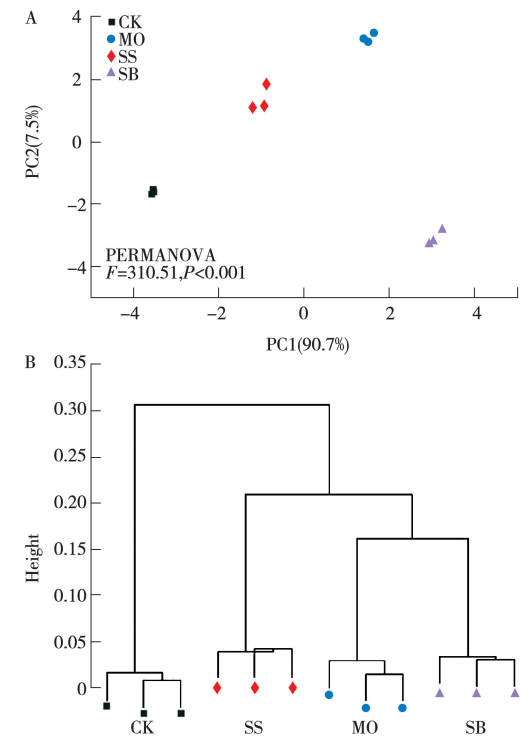 A
CK
MO
SS
SB
4
2
0
−2
−4
PC2(7.5%)
PERMANOVA
F=310.51,P<0.001
−4 −2 0 2 4
PC1(90.7%)
B
0.35
0.30
0.25
0.20
0.15
0.10
0.05
0
Height
CK SS MO SB